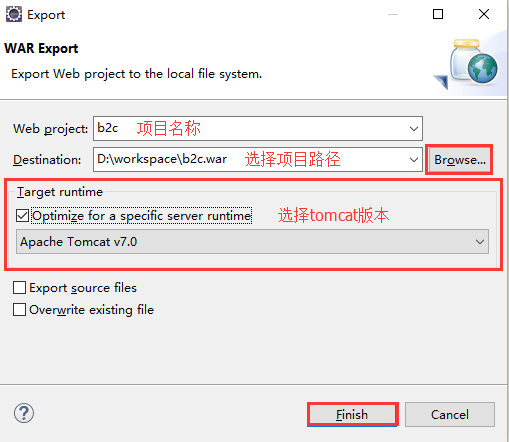 Export
WAR Export
Export Web project to the local file system.
Web project: b2c 项目名称
Destination: D:\workspace\b2c.war 选择项目路径 Browse...
Target runtime
Optimize for a specific server runtime 选择tomcat版本
Apache Tomcat v7.0
Export source files
Overwrite existing file
? Finish Cancel